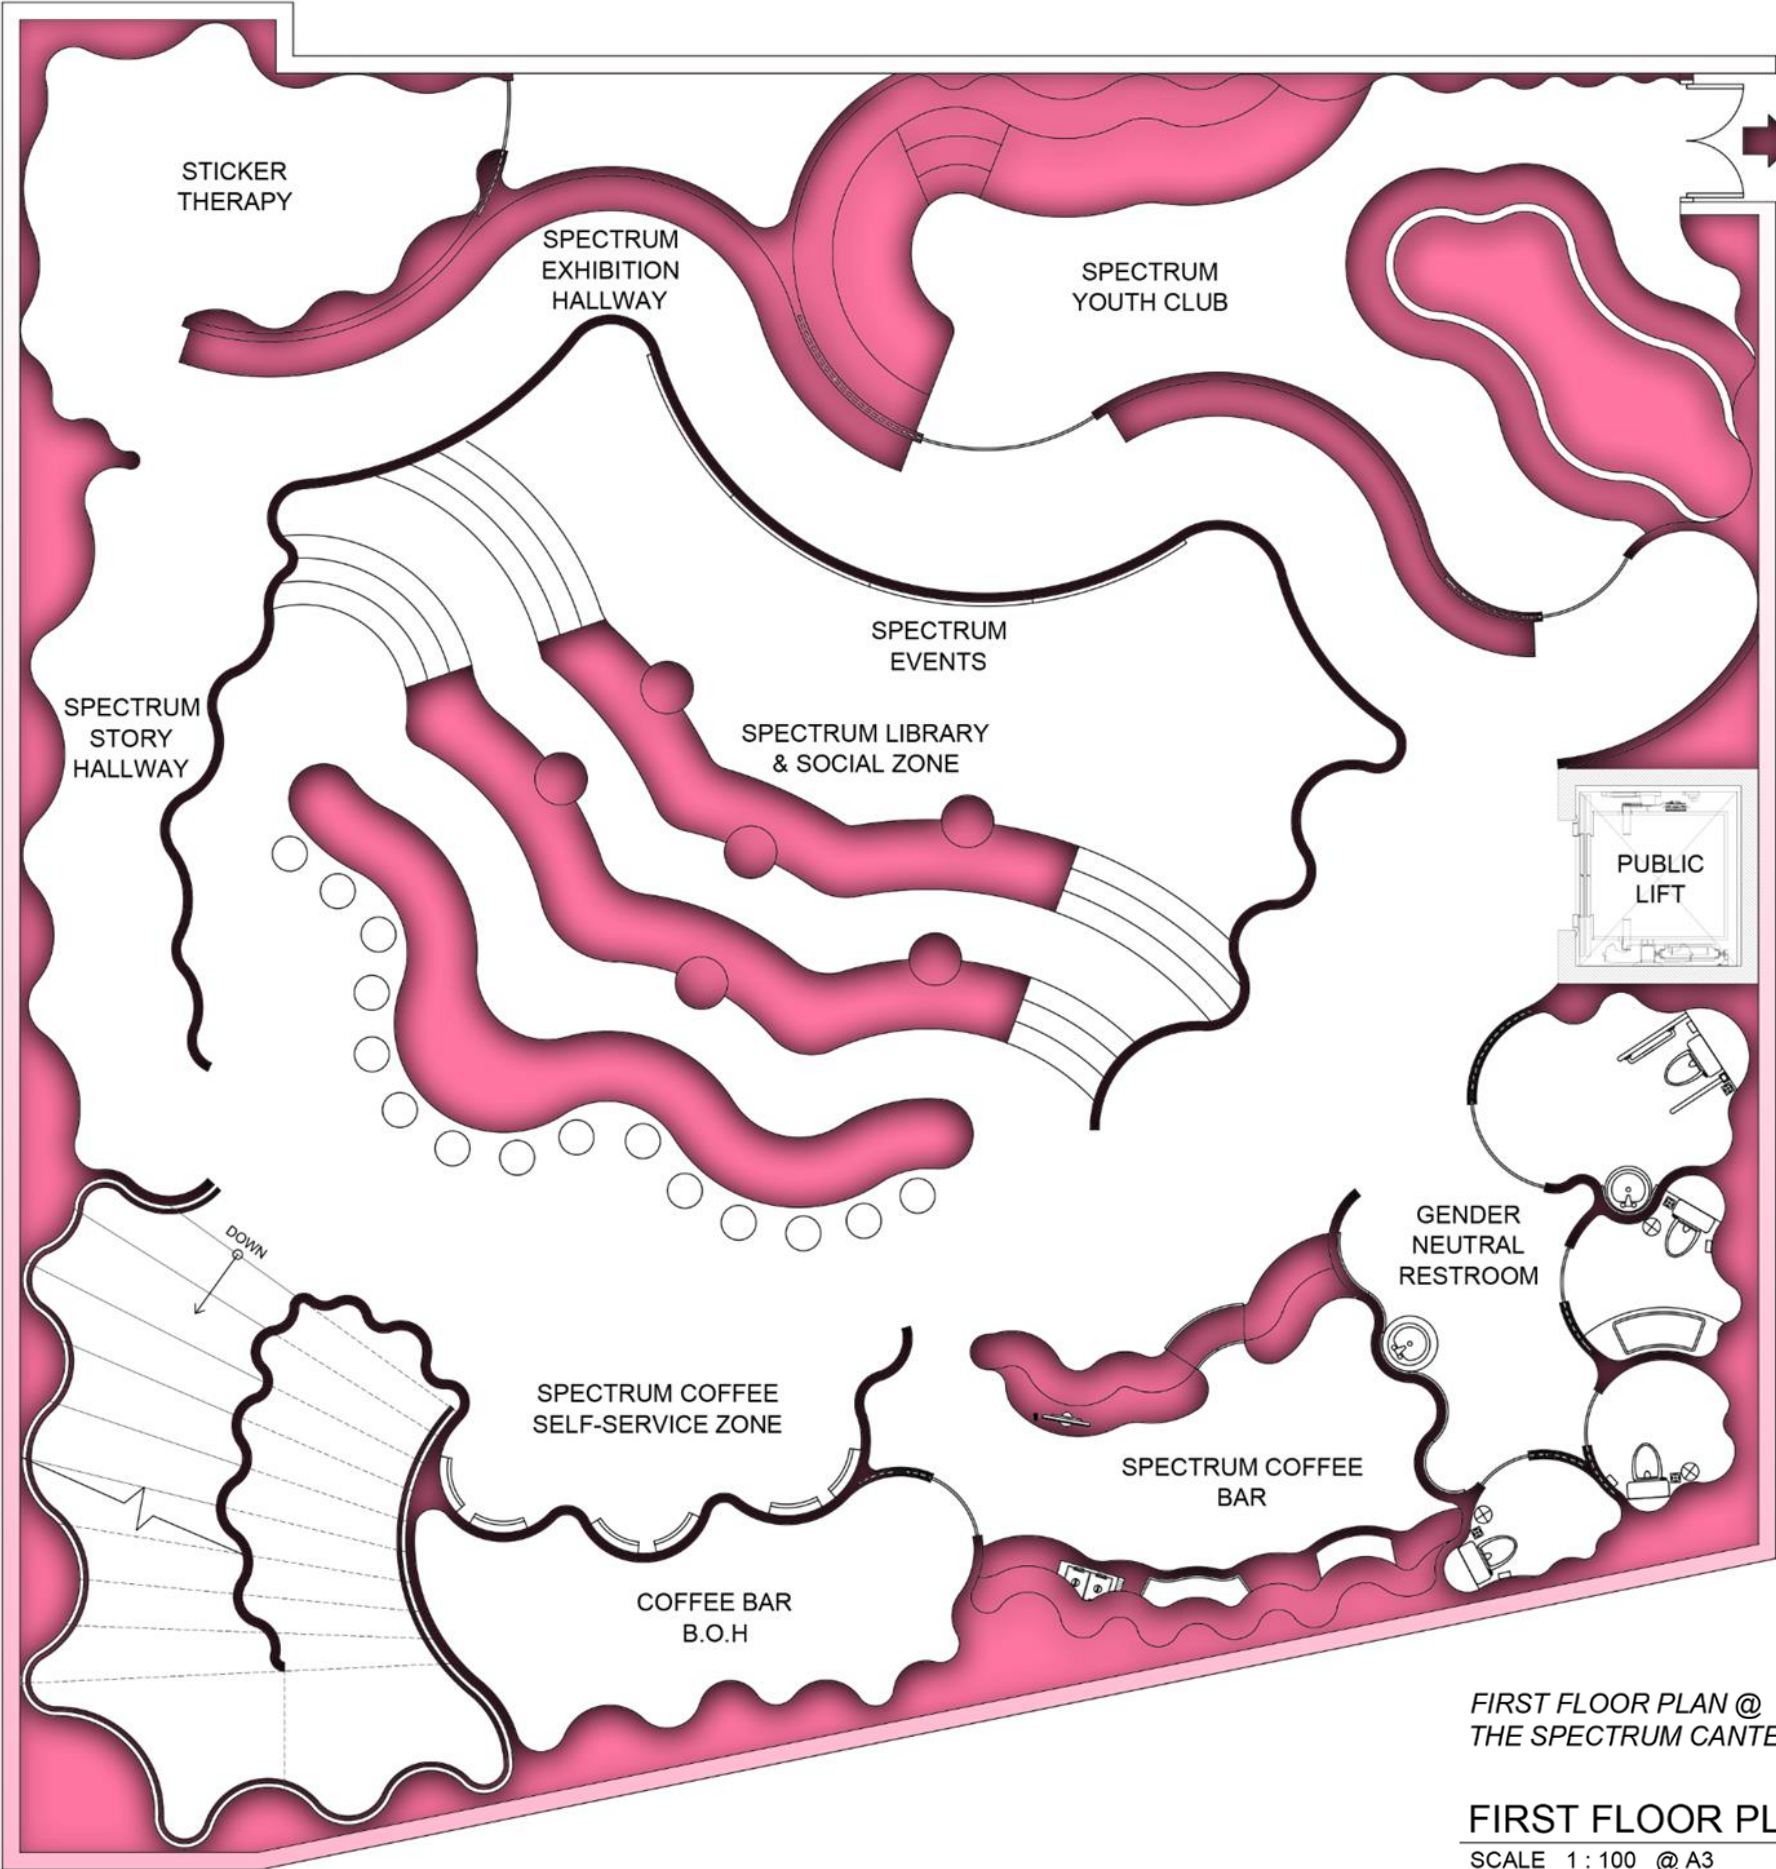 STICKER
THERAPY
SPECTRUM
EXHIBITION
HALLWAY
SPECTRUM
YOUTH CLUB
SPECTRUM
EVENTS
SPECTRUM LIBRARY
& SOCIAL ZONE
SPECTRUM
STORY
HALLWAY
PUBLIC
LIFT
DOWN
GENDER
NEUTRAL
RESTROOM
SPECTRUM COFFEE
SELF-SERVICE ZONE
SPECTRUM COFFEE
BAR
COFFEE BAR
B.O.H
FIRST FLOOR PLAN @
THE SPECTRUM CANTE
FIRST FLOOR PL
SCALE 1 : 100 @ A3